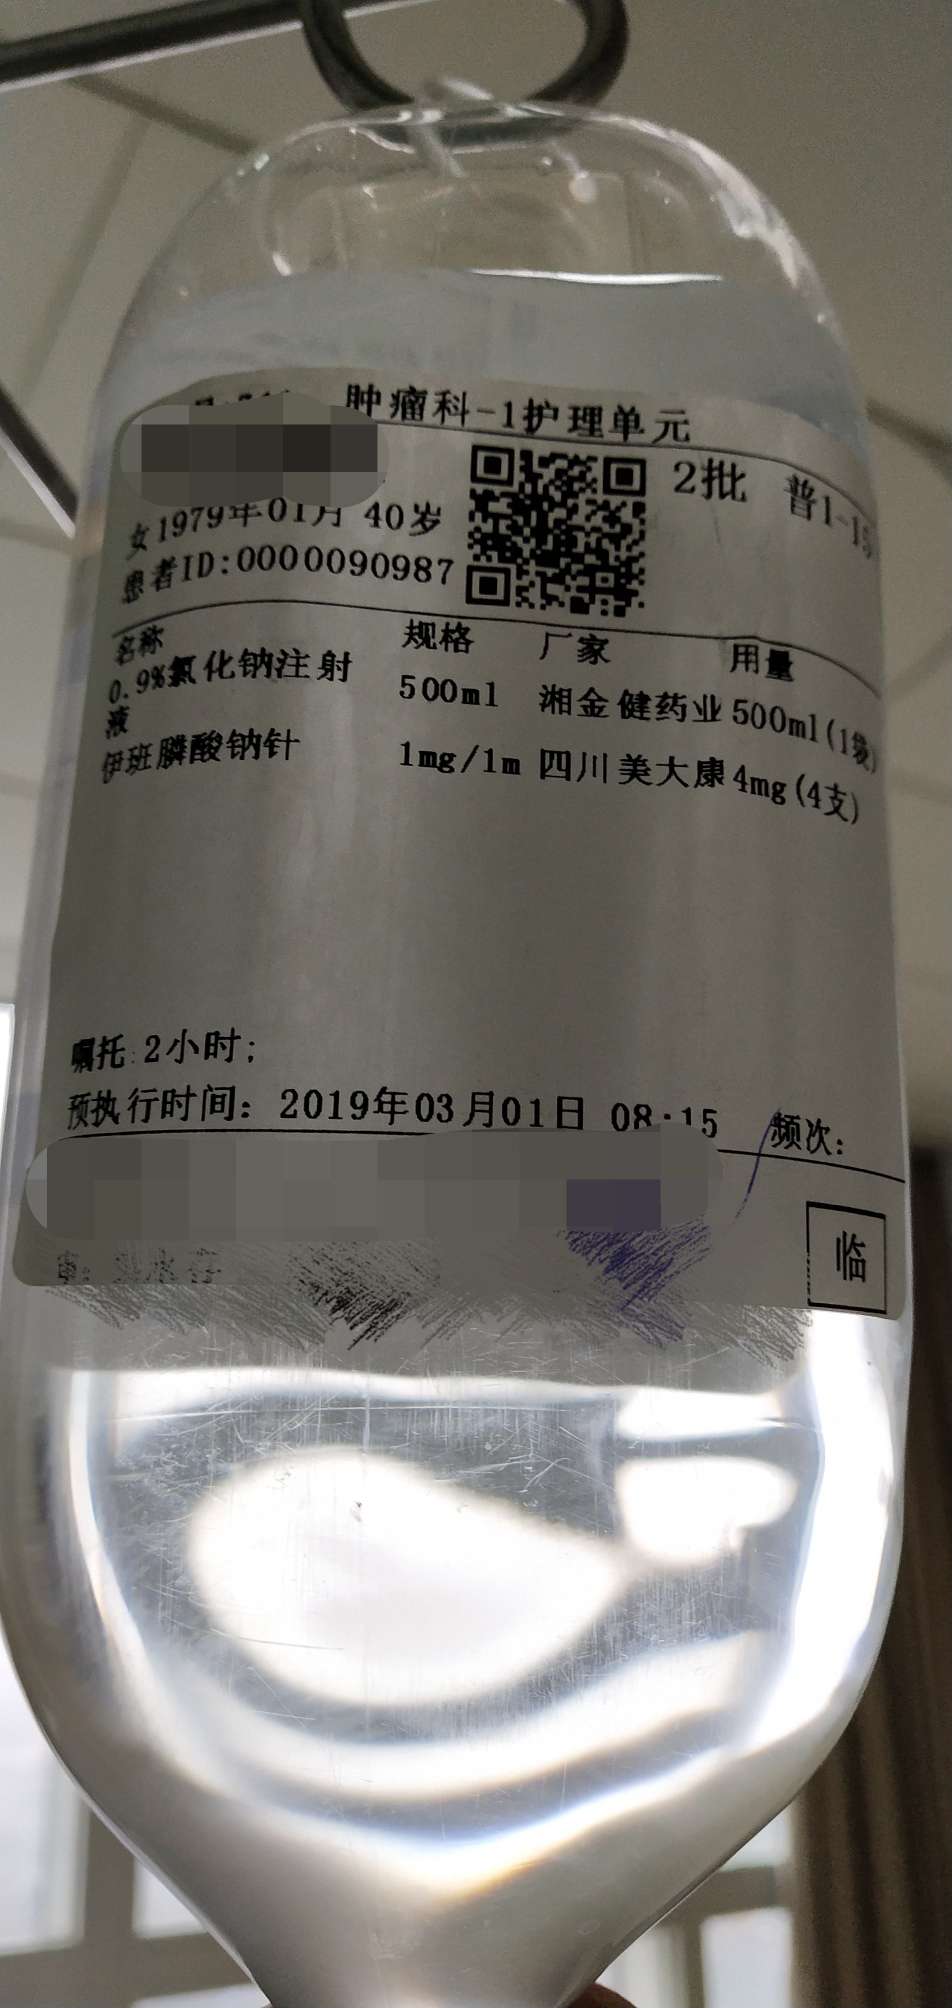 肿瘤科-1护理单元
2批 普1-15
女1979年01月 40岁
患者ID:0000090987
名称 规格 厂家 用量
0.9%氯化钠注射液 500ml 湘金健药业 500ml(1袋)
伊班膦酸钠针 1mg/1m 四川美大康 4mg(4支)
嘱托:2小时;
预执行时间: 2019年03月01日 08:15 频次:
临